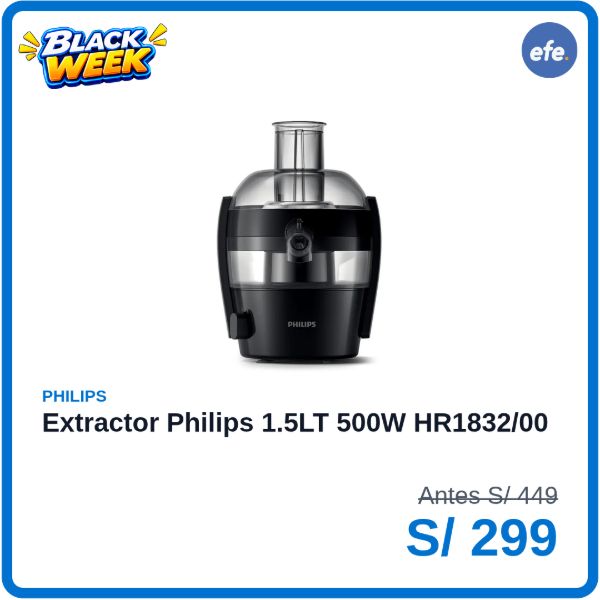 BLACK
WEEK
efe.
PHILIPS
PHILIPS
Extractor Philips 1.5LT 500W HR1832/00
Antes S/ 449
S/ 299